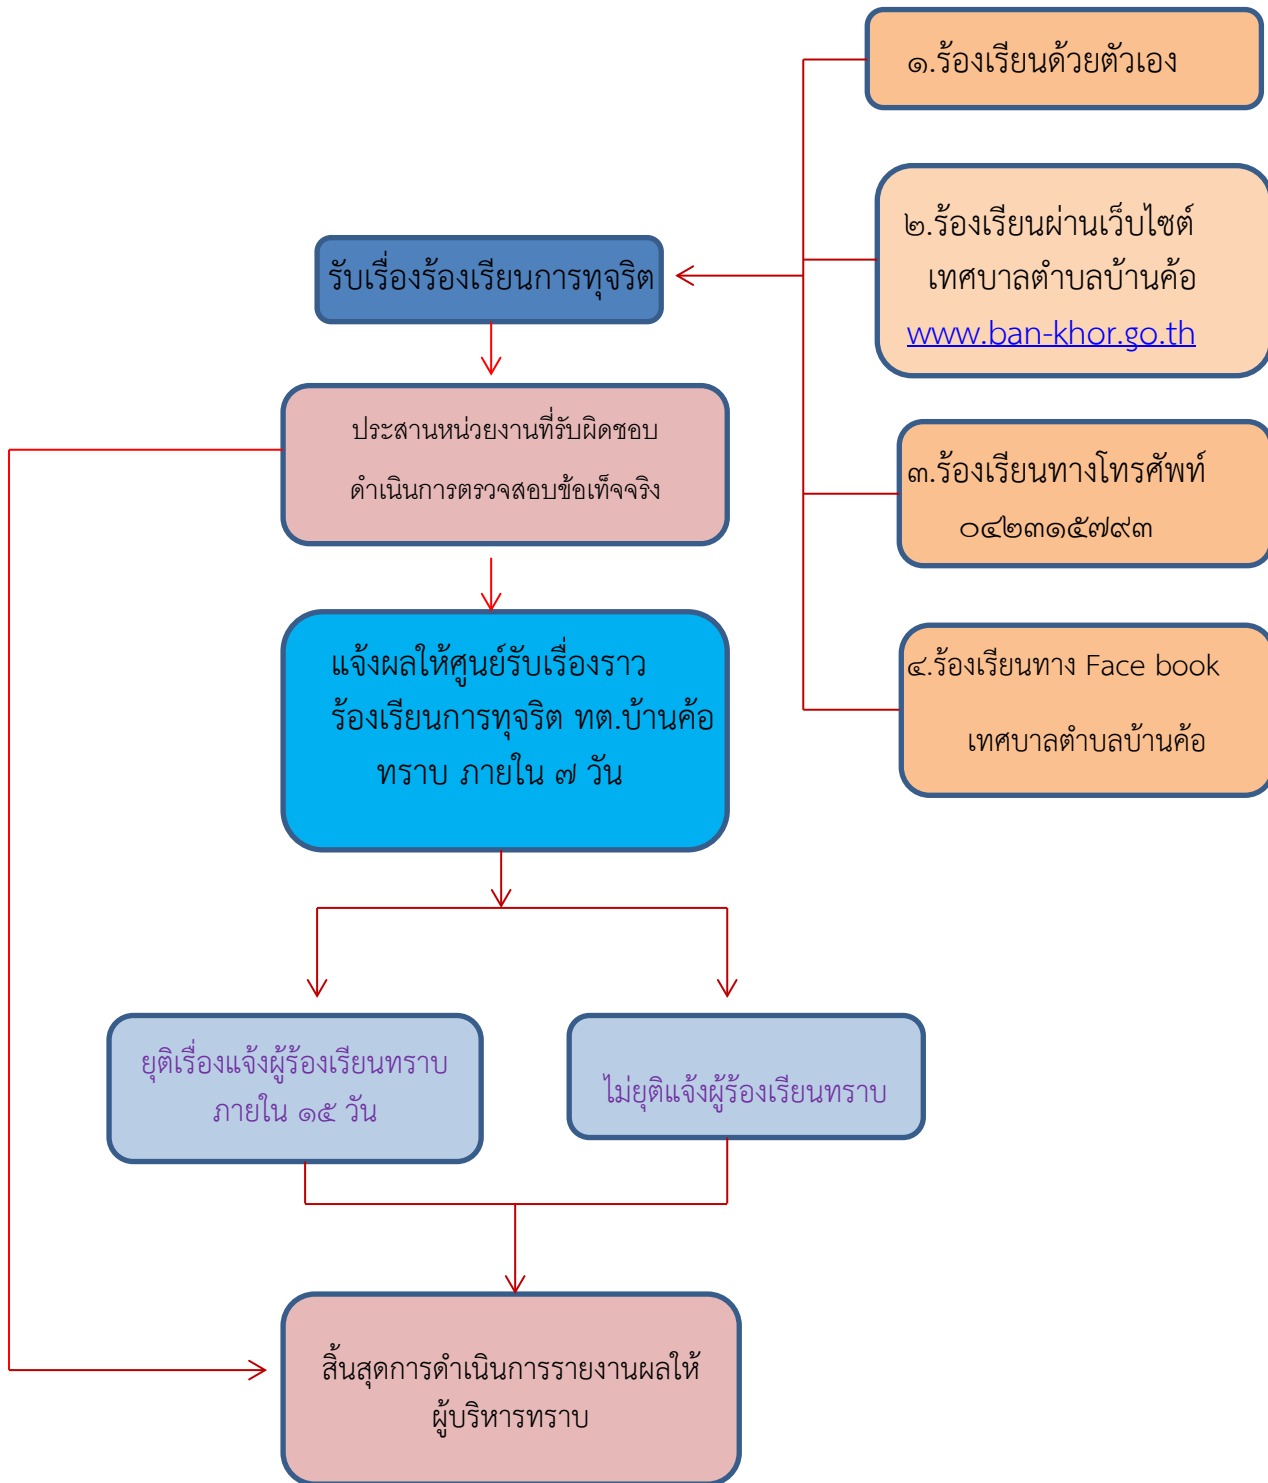 ๑.ร้องเรียนด้วยตัวเอง
๒.ร้องเรียนผ่านเว็บไซต์
เทศบาลตำบลบ้านค้อ
www.ban-khor.go.th
รับเรื่องร้องเรียนการทุจริต
ประสานหน่วยงานที่รับผิดชอบ
ดำเนินการตรวจสอบข้อเท็จจริง
๓.ร้องเรียนทางโทรศัพท์
๐๔๒๓๑๕๗๙๓
แจ้งผลให้ศูนย์รับเรื่องราว
ร้องเรียนการทุจริต ทต.บ้านค้อ
ทราบ ภายใน ๗ วัน
๔.ร้องเรียนทาง Face book
เทศบาลตำบลบ้านค้อ
ยุติเรื่องแจ้งผู้ร้องเรียนทราบ
ภายใน ๑๕ วัน
ไม่ยุติแจ้งผู้ร้องเรียนทราบ
สิ้นสุดการดำเนินการรายงานผลให้
ผู้บริหารทราบ